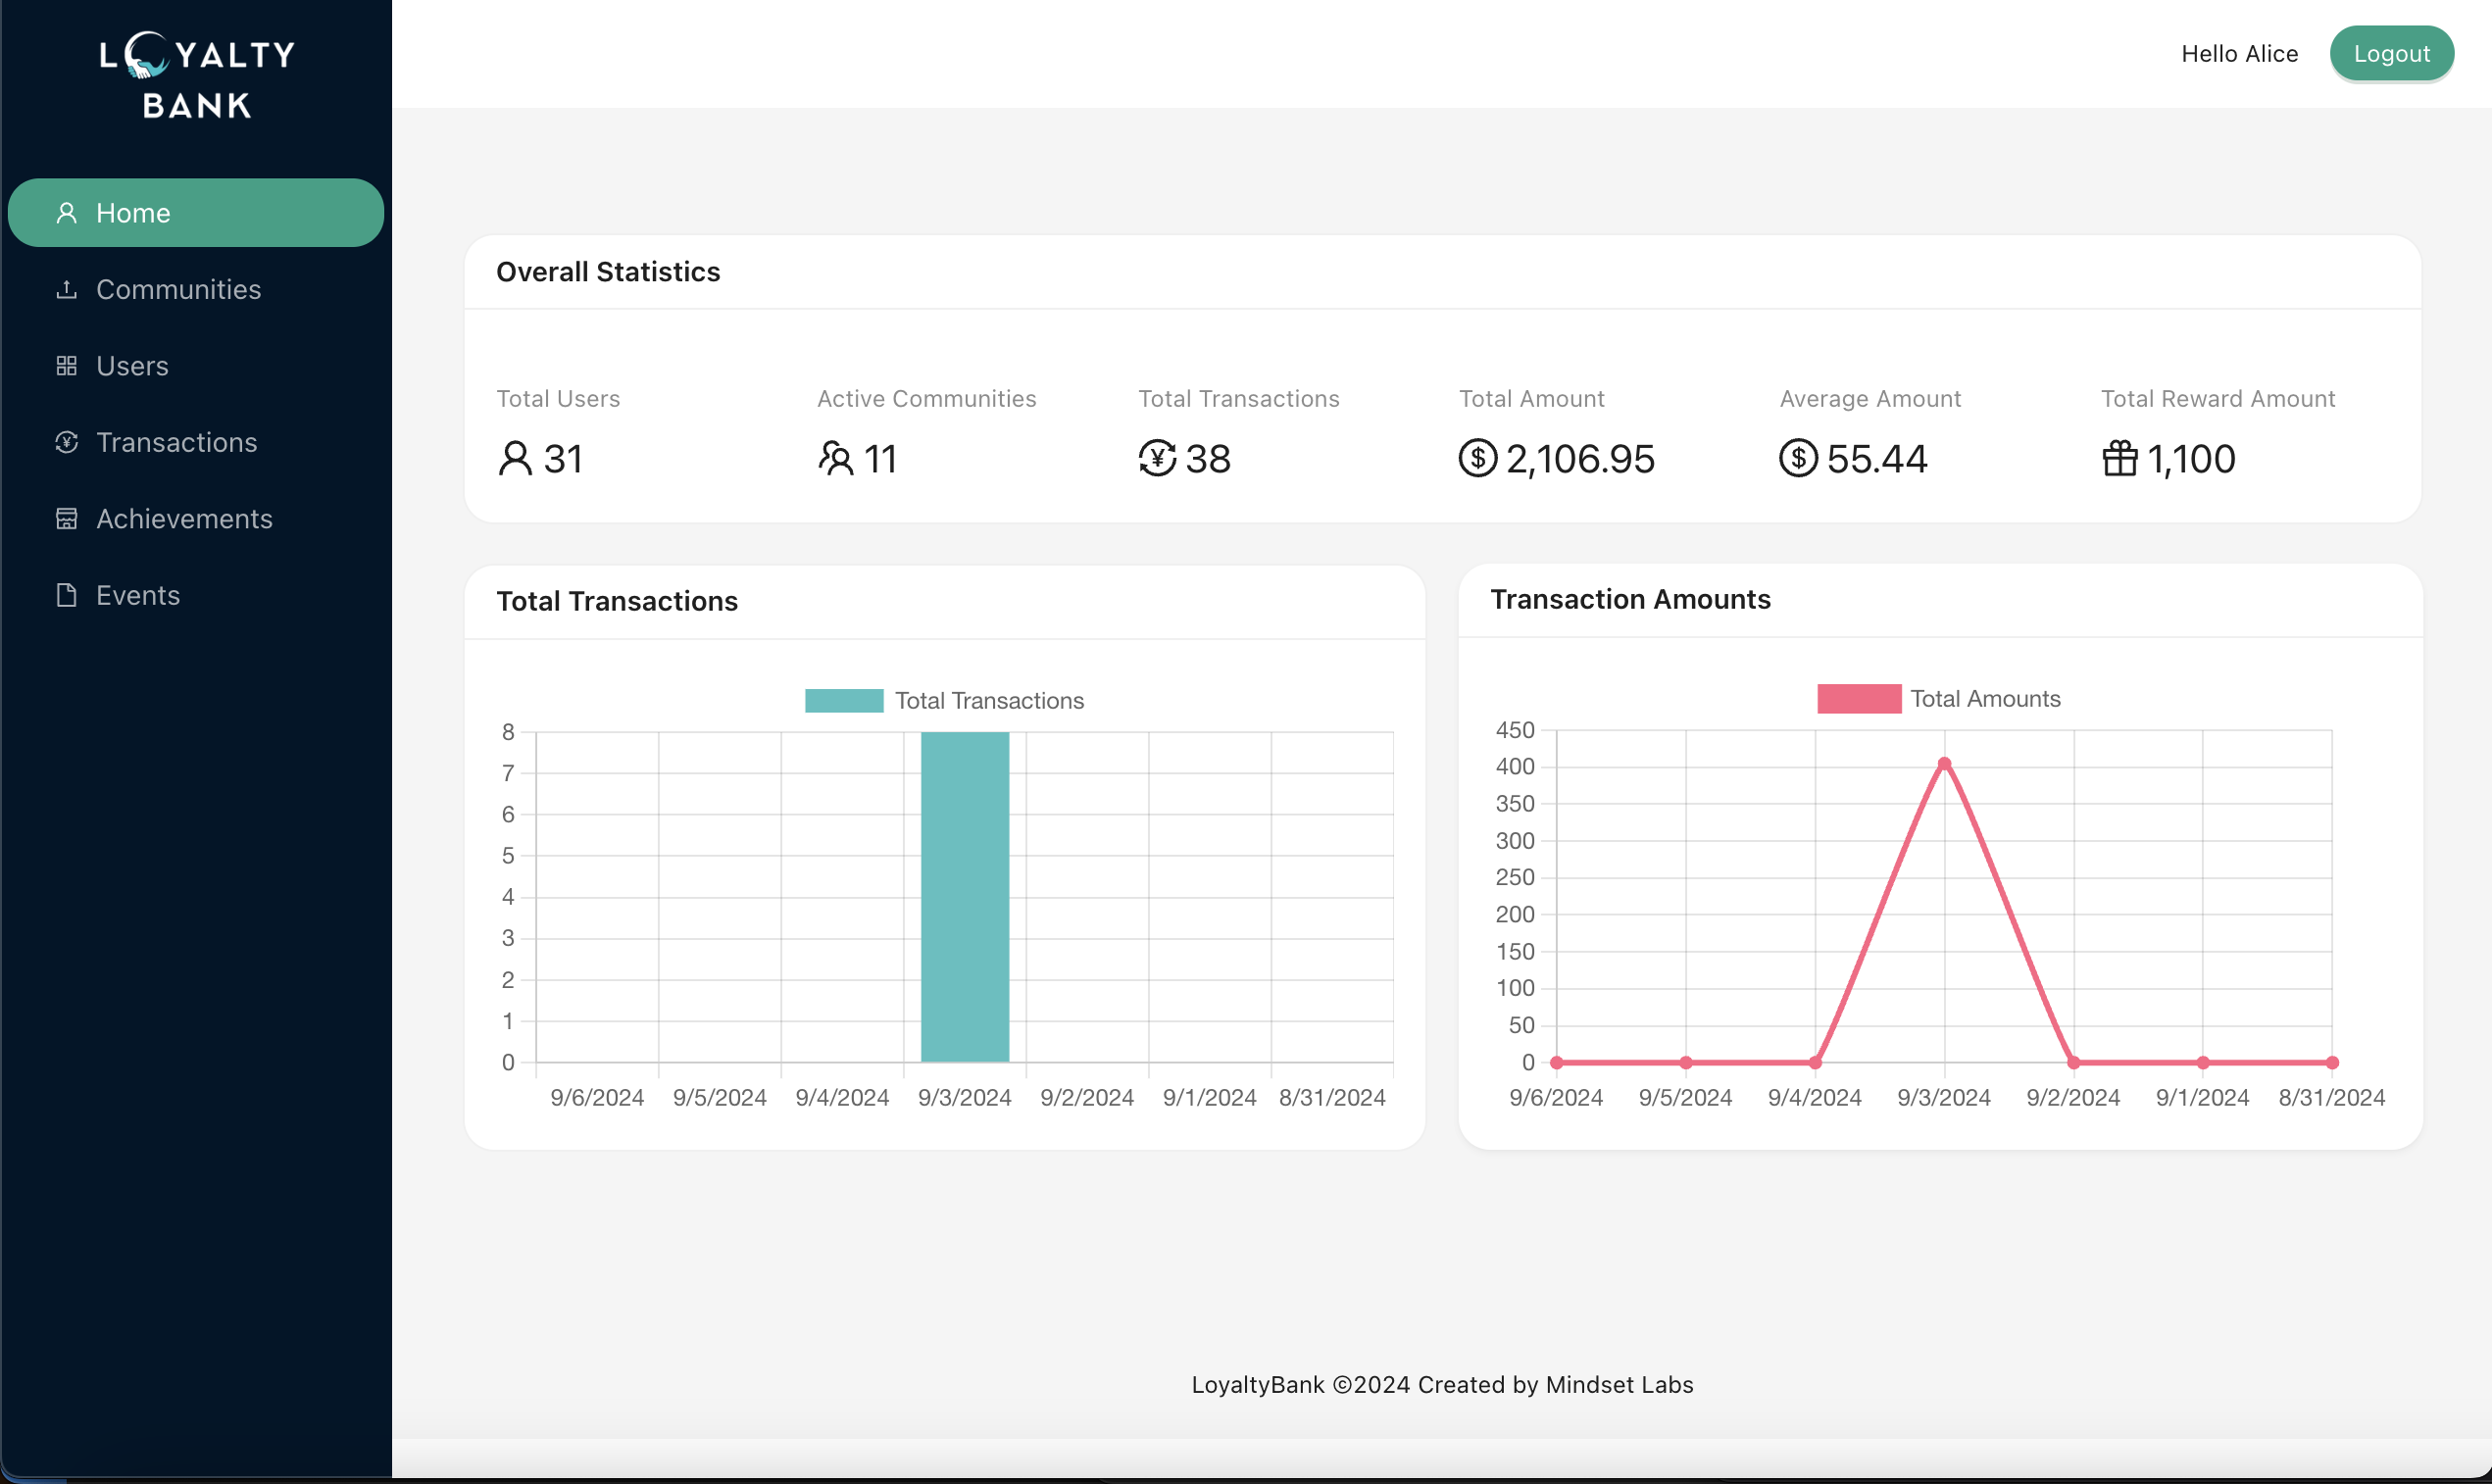 LOYALTY
BANK
Hello Alice
Logout
Home
Communities
Users
Transactions
Achievements
Events
Overall Statistics
Total Users
31
Active Communities
11
Total Transactions
38
Total Amount
2,106.95
Average Amount
55.44
Total Reward Amount
1,100
Total Transactions
Total Transactions
8
7
6
5
4
3
2
1
0
9/6/2024 9/5/2024 9/4/2024 9/3/2024 9/2/2024 9/1/2024 8/31/2024
Transaction Amounts
Total Amounts
450
400
350
300
250
200
150
100
50
0
9/6/2024 9/5/2024 9/4/2024 9/3/2024 9/2/2024 9/1/2024 8/31/2024
LoyaltyBank ©2024 Created by Mindset Labs